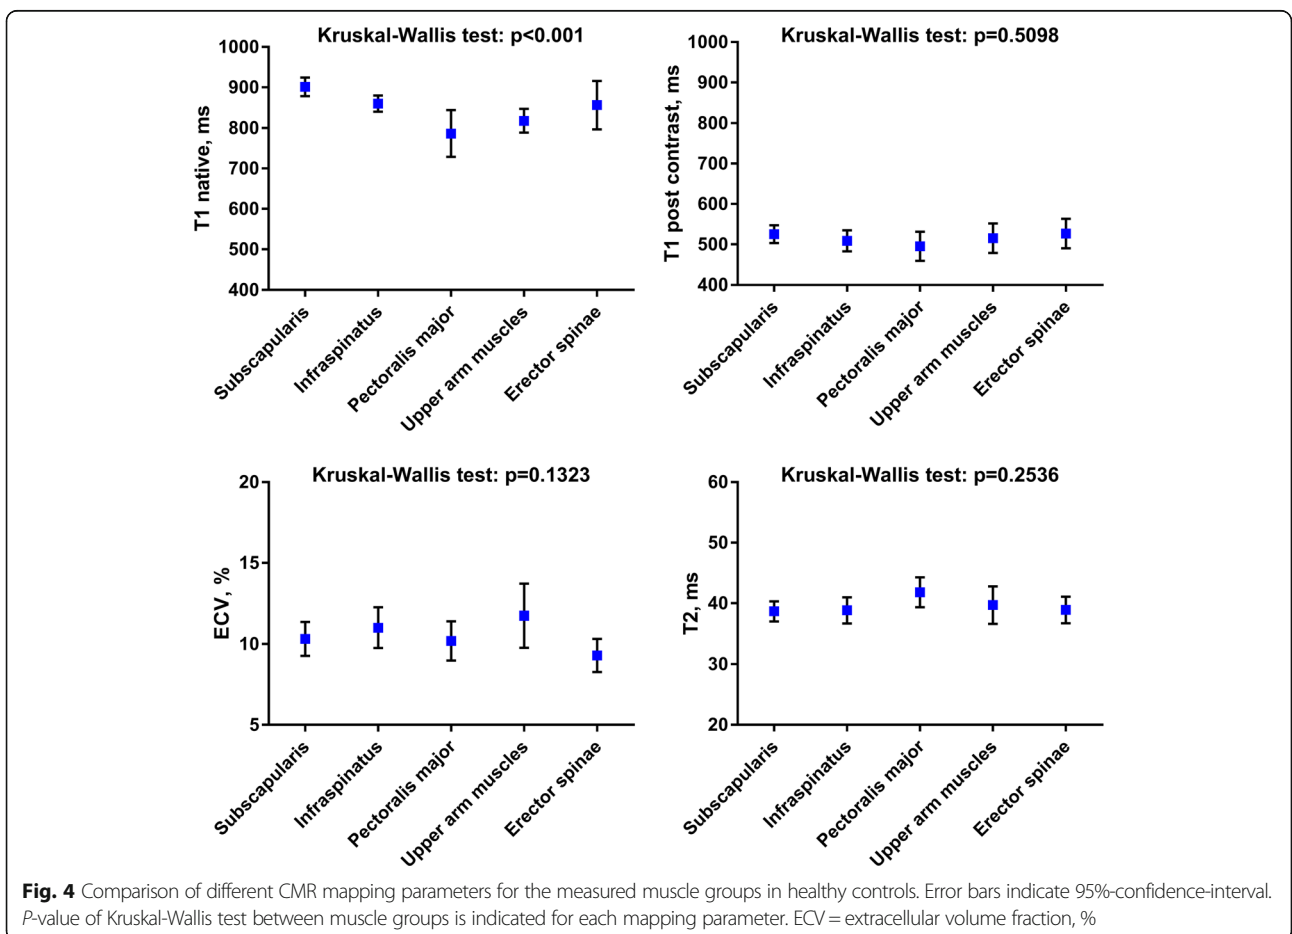 Kruskal-Wallis test: p<0.001
1000
900
800
700
600
500
400
T1 native, ms
Subscapularis
Infraspinatus
Pectoralis major
Upper arm muscles
Erector spinae
Kruskal-Wallis test: p=0.5098
1000
900
800
700
600
500
400
T1 post contrast, ms
Subscapularis
Infraspinatus
Pectoralis major
Upper arm muscles
Erector spinae
Kruskal-Wallis test: p=0.1323
20
15
10
5
ECV, %
Subscapularis
Infraspinatus
Pectoralis major
Upper arm muscles
Erector spinae
Kruskal-Wallis test: p=0.2536
60
50
40
30
20
T2, ms
Subscapularis
Infraspinatus
Pectoralis major
Upper arm muscles
Erector spinae
Fig. 4 Comparison of different CMR mapping parameters for the measured muscle groups in healthy controls. Error bars indicate 95%-confidence-interval.
P-value of Kruskal-Wallis test between muscle groups is indicated for each mapping parameter. ECV = extracellular volume fraction, %